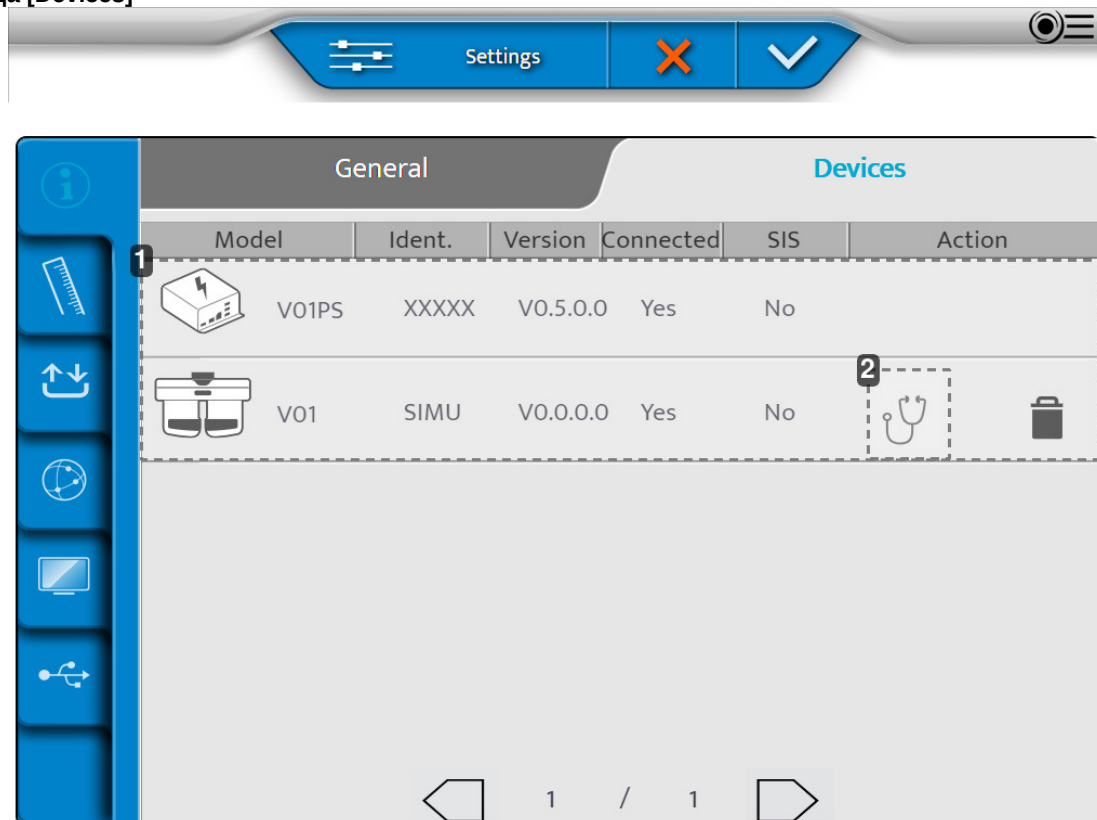 [Devices]
Settings
General Devices
Model Ident. Version Connected SIS Action
1
V01PS XXXXX V0.5.0.0 Yes No
2
V01 SIMU V0.0.0.0 Yes No
1 / 1